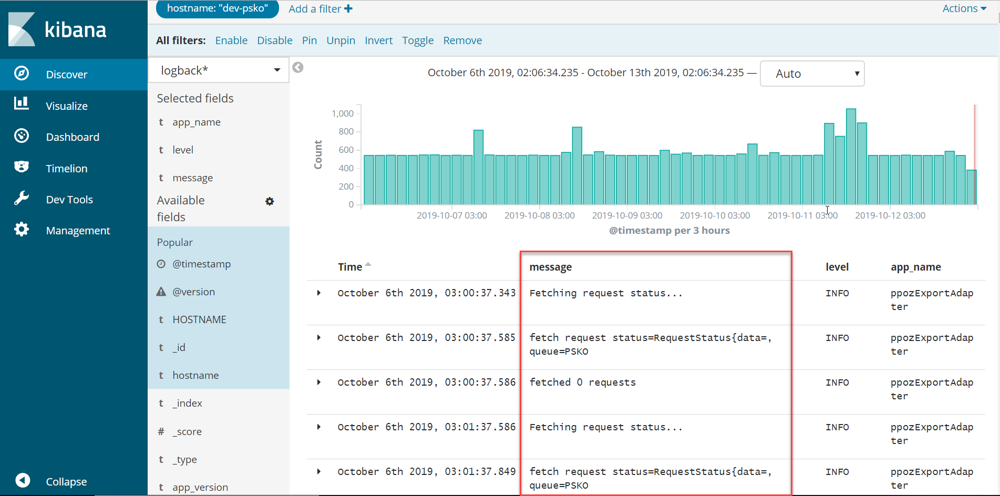 hostname: "dev-psko" Add a filter Actions
kibana
All filters: Enable Disable Pin Unpin Invert Toggle Remove
Discover
Visualize
Dashboard
Timelion
Dev Tools
Management
Collapse
logback*
Selected fields
t app_name
t level
t message
Available
fields
Popular
@timestamp
@version
t HOSTNAME
t _id
t hostname
t _index
# _score
t _type
t app_version
October 6th 2019, 02:06:34.235 - October 13th 2019, 02:06:34.235 — Auto
Count
1,000
800
600
400
200
0
2019-10-07 03:00 2019-10-08 03:00 2019-10-09 03:00 2019-10-10 03:00 2019-10-11 03:00 2019-10-12 03:00
@timestamp per 3 hours
Time message level app_name
October 6th 2019, 03:00:37.343 Fetching request status... INFO ppozExportAdap
ter
October 6th 2019, 03:00:37.585 fetch request status=RequestStatus{data=, INFO ppozExportAdap
queue=PSKO ter
October 6th 2019, 03:00:37.586 fetched 0 requests INFO ppozExportAdap
ter
October 6th 2019, 03:01:37.586 Fetching request status... INFO ppozExportAdap
ter
October 6th 2019, 03:01:37.849 fetch request status=RequestStatus{data=, INFO ppozExportAdap
queue=PSKO ter